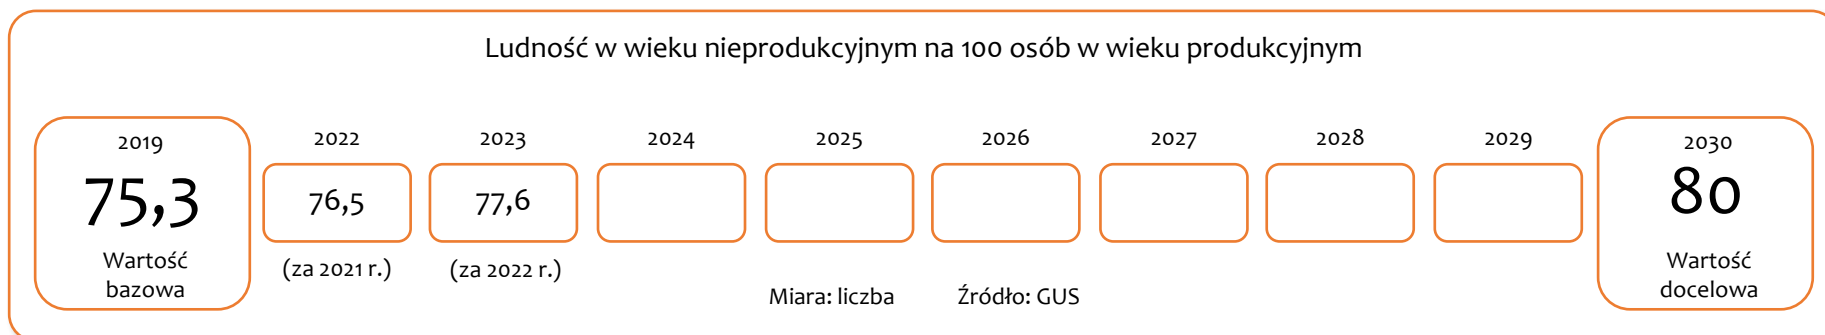 Ludność w wieku nieprodukcyjnym na 100 osób w wieku produkcyjnym
2019
75,3
Wartość
bazowa
2022
76,5
(za 2021 r.)
2023
77,6
(za 2022 r.)
2024
2025
2026
2027
2028
2029
2030
80
Wartość
docelowa
Miara: liczba
Źródło: GUS